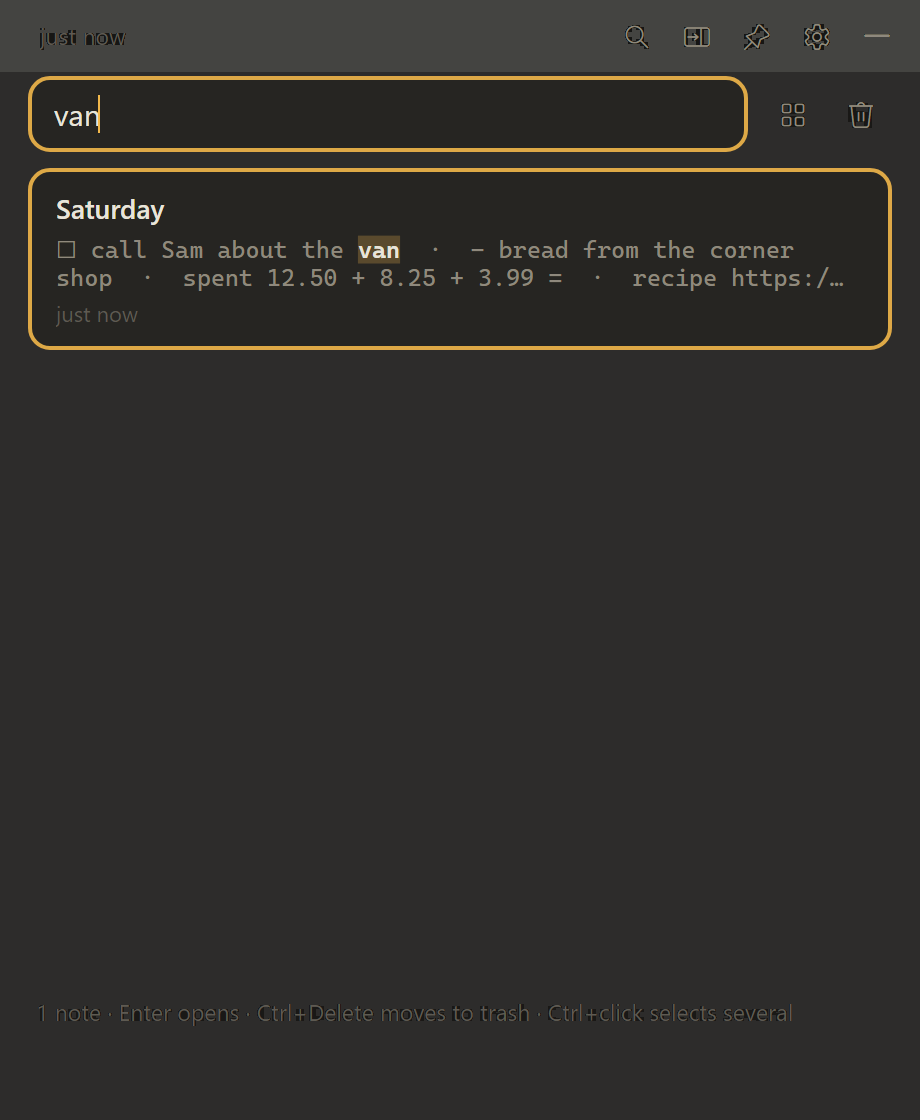 just now
van
Saturday
☐ call Sam about the van · – bread from the corner
shop · spent 12.50 + 8.25 + 3.99 = · recipe https:/…
just now
1 note · Enter opens · Ctrl+Delete moves to trash · Ctrl+click selects several